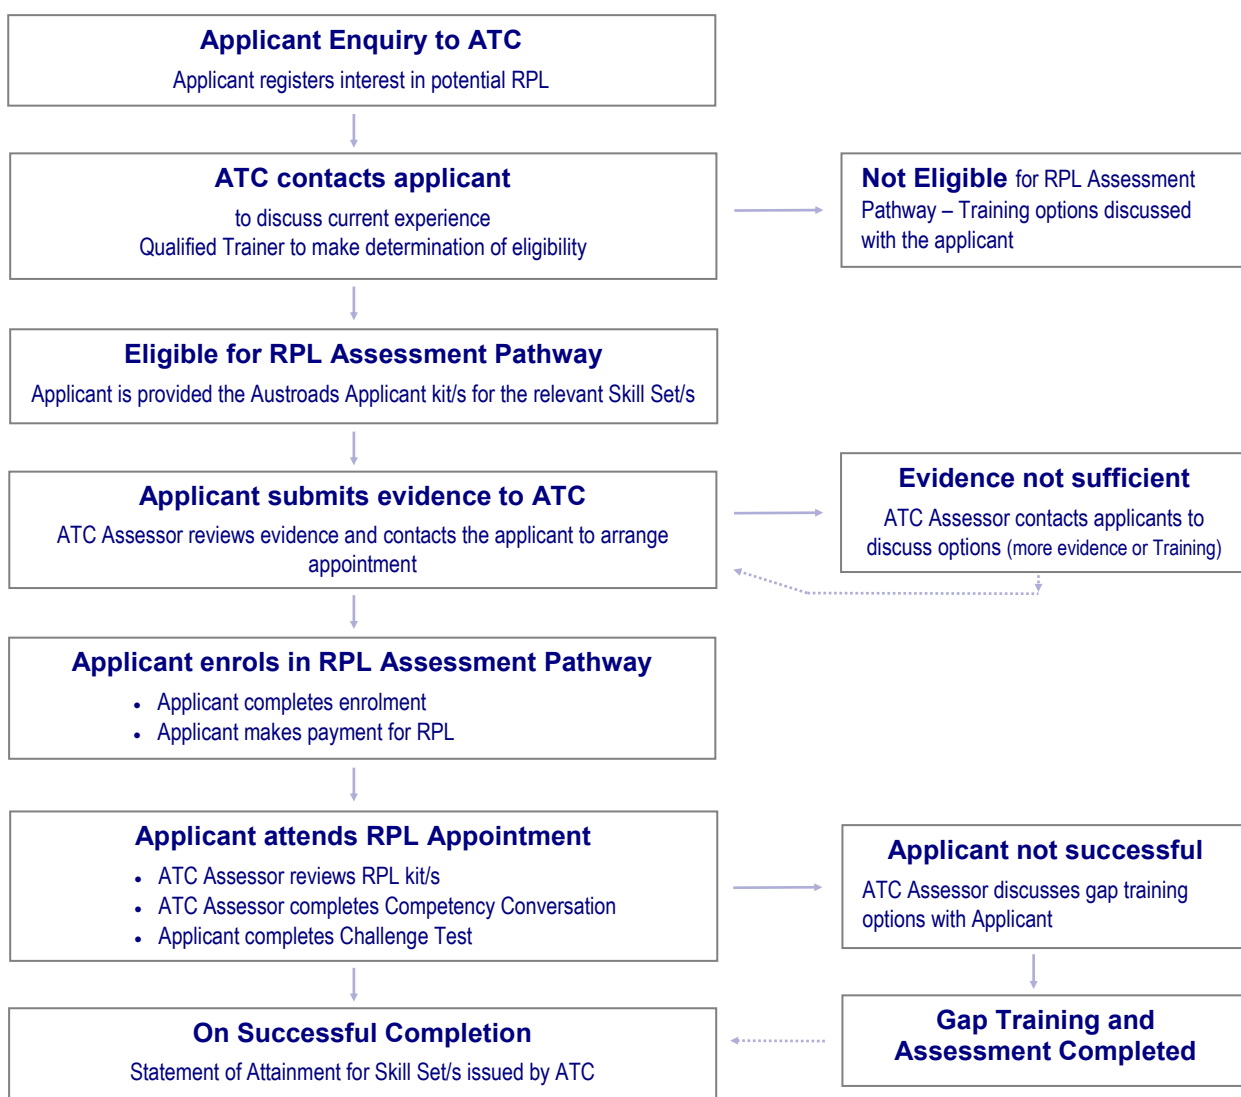 Applicant Enquiry to ATC
Applicant registers interest in potential RPL
ATC contacts applicant
to discuss current experience
Qualified Trainer to make determination of eligibility
Not Eligible for RPL Assessment
Pathway – Training options discussed
with the applicant
Eligible for RPL Assessment Pathway
Applicant is provided the Austroads Applicant kit/s for the relevant Skill Set/s
Applicant submits evidence to ATC
ATC Assessor reviews evidence and contacts the applicant to arrange
appointment
Evidence not sufficient
ATC Assessor contacts applicants to
discuss options (more evidence or Training)
Applicant enrols in RPL Assessment Pathway
• Applicant completes enrolment
• Applicant makes payment for RPL
Applicant attends RPL Appointment
• ATC Assessor reviews RPL kit/s
• ATC Assessor completes Competency Conversation
• Applicant completes Challenge Test
Applicant not successful
ATC Assessor discusses gap training
options with Applicant
On Successful Completion
Statement of Attainment for Skill Set/s issued by ATC
Gap Training and
Assessment Completed